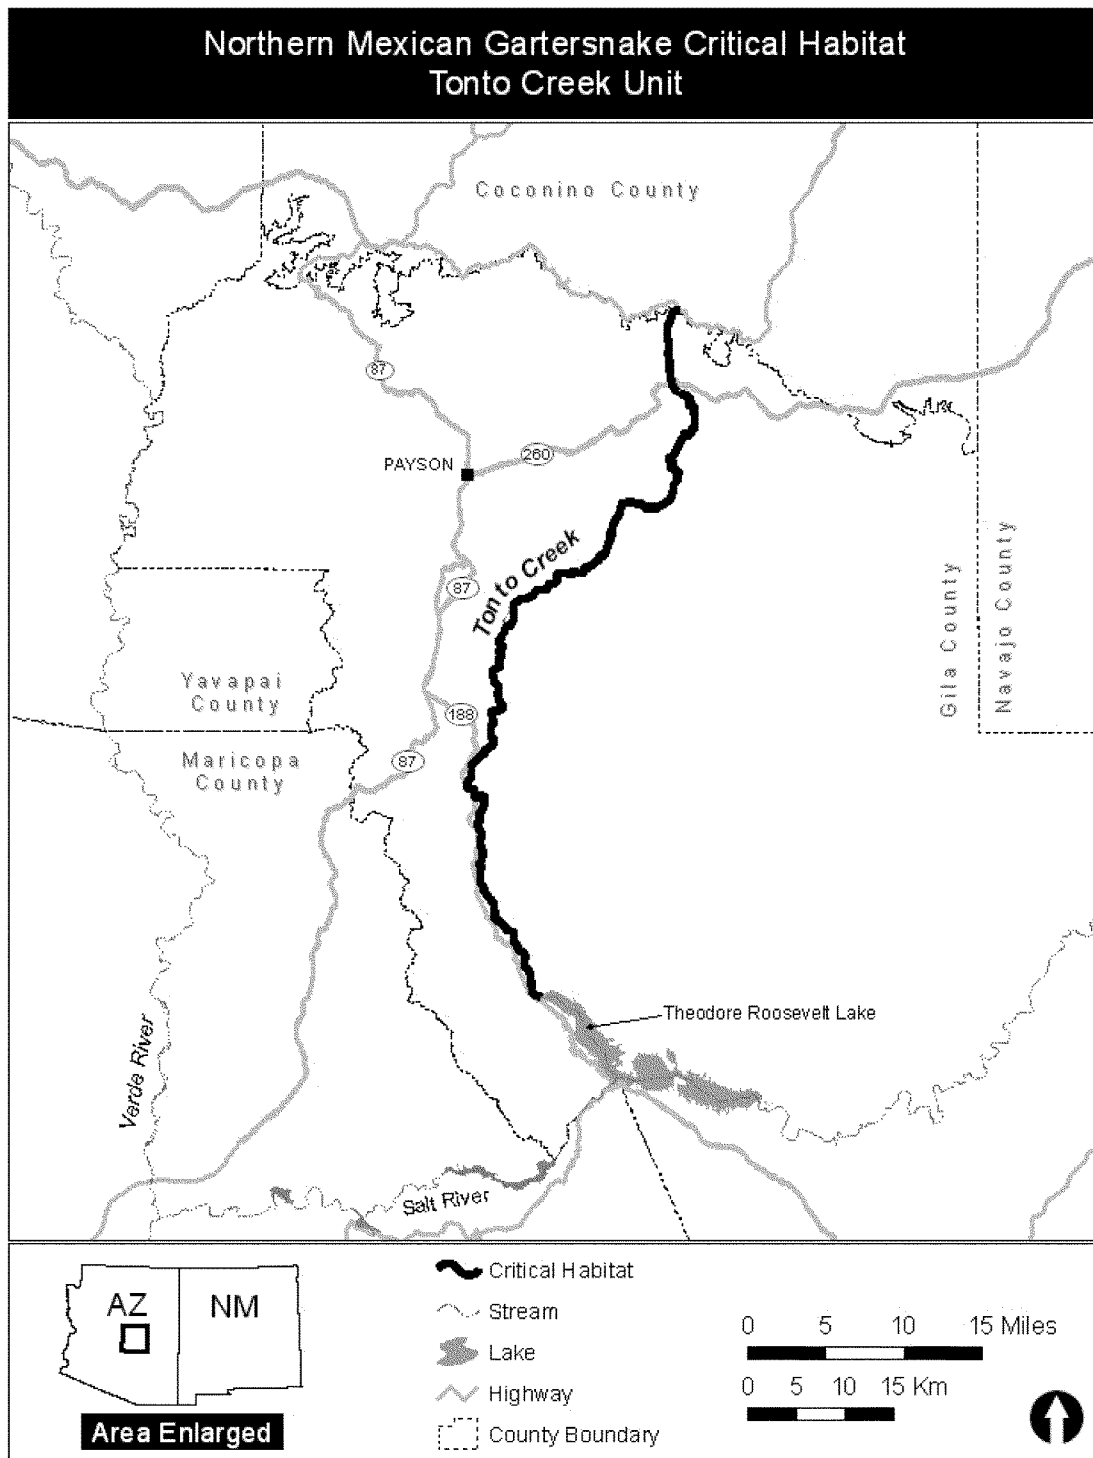 Northern Mexican Gartersnake Critical Habitat
Tonto Creek Unit
Coconino County
87
PAYSON
260
Tonto Creek
87
Gila County
Navajo County
Yavapai
County
188
Maricopa
County
87
Theodore Roosevelt Lake
Verde River
Salt River
AZ
NM
Area Enlarged
Critical Habitat
Stream
Lake
Highway
County Boundary
0 5 10 15 Miles
0 5 10 15 Km